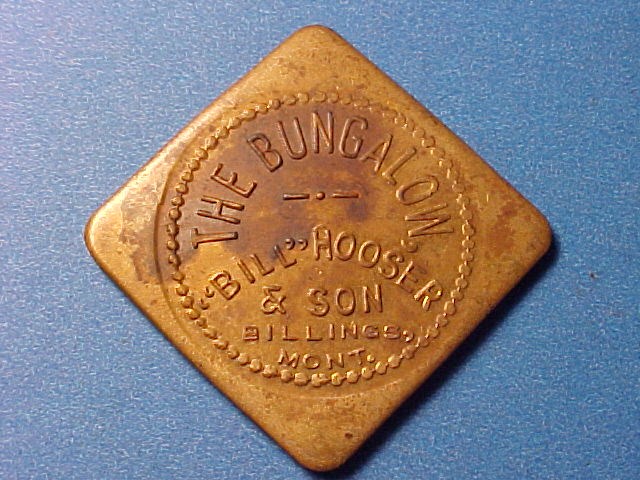 THE BUNGALOW
"BILL" HOOSER
& SON
BILLINGS,
MONT.